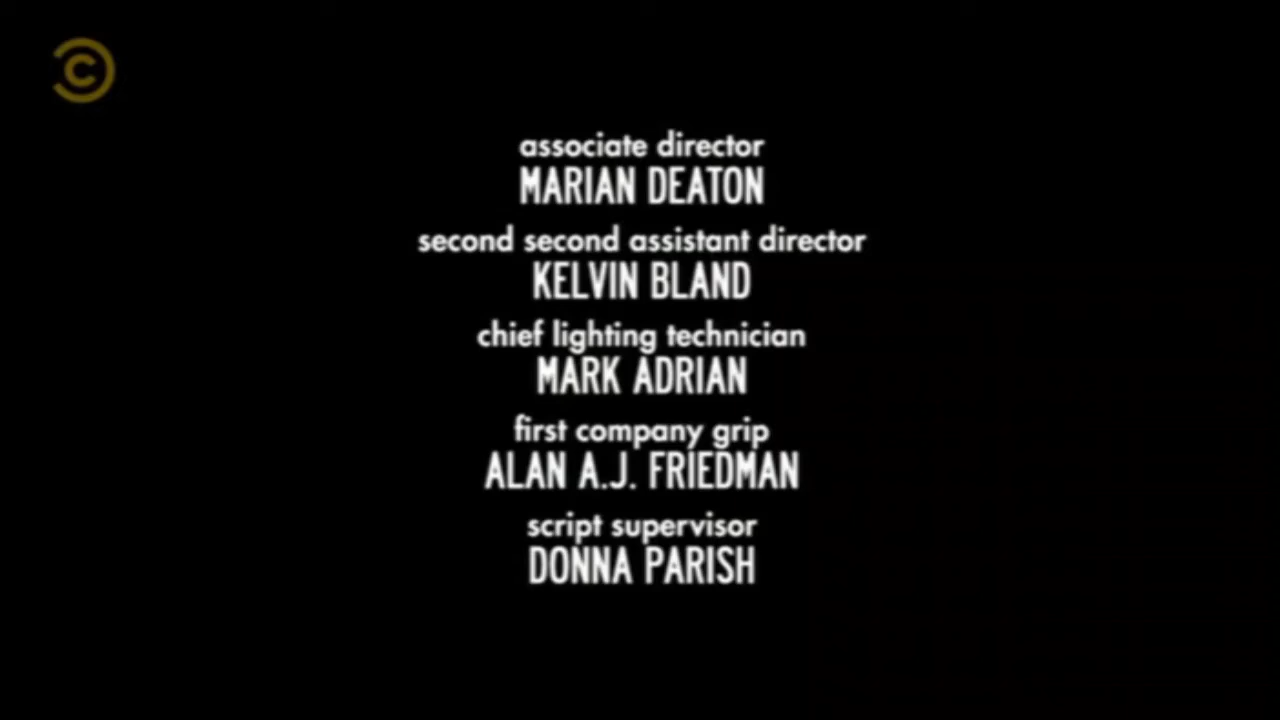 associate director
MARIAN DEATON
second second assistant director
KELVIN BLAND
chief lighting technician
MARK ADRIAN
first company grip
ALAN A.J. FRIEDMAN
script supervisor
DONNA PARISH